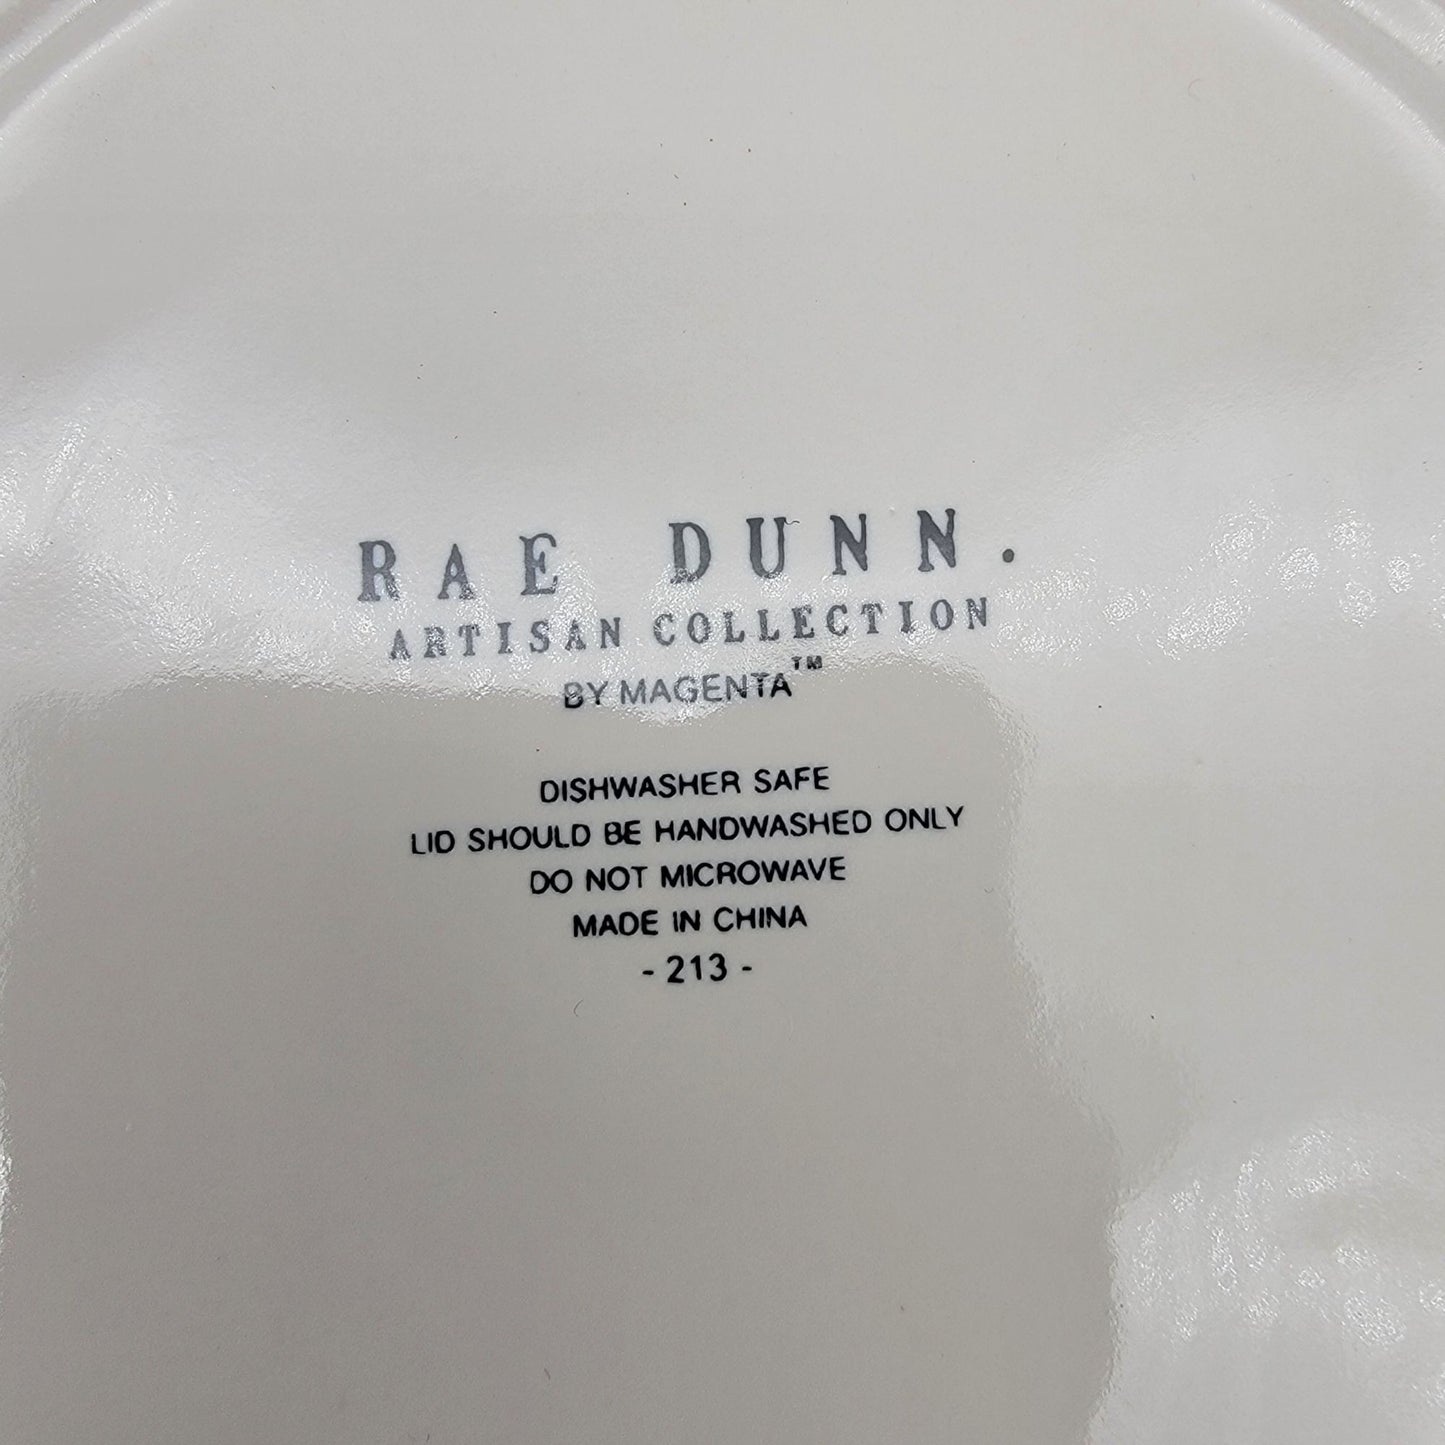 RAE DUNN.
ARTISAN COLLECTION
BY MAGENTA™
DISHWASHER SAFE
LID SHOULD BE HANDWASHED ONLY
DO NOT MICROWAVE
MADE IN CHINA
- 213 -